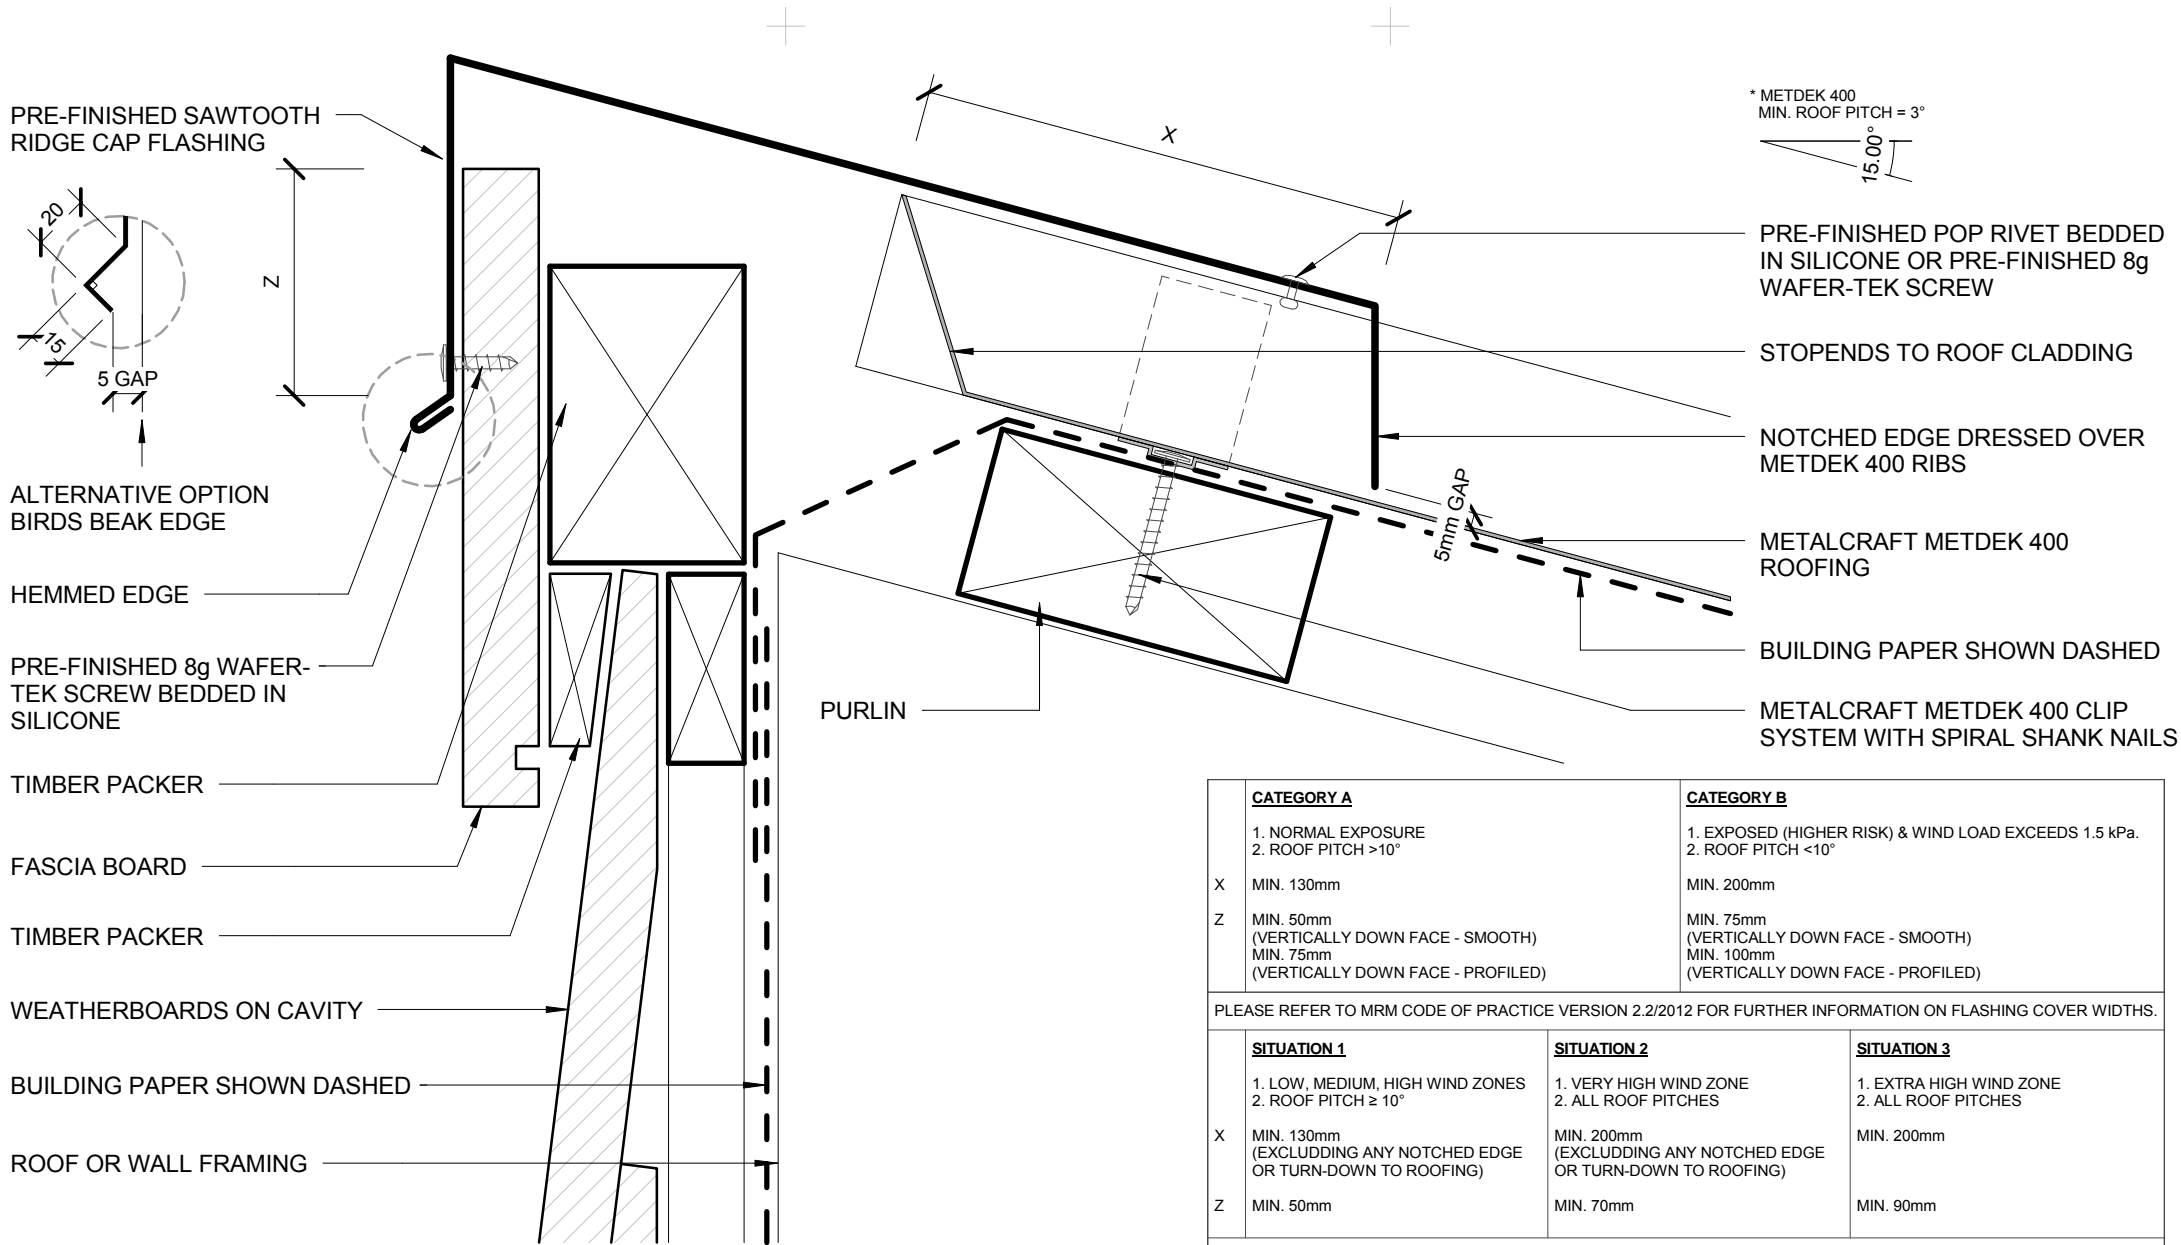 PRE-FINISHED SAWTOOTH
RIDGE CAP FLASHING
20
15
5 GAP
Z
ALTERNATIVE OPTION
BIRDS BEAK EDGE
HEMMED EDGE
PRE-FINISHED 8g WAFER-
TEK SCREW BEDDED IN
SILICONE
TIMBER PACKER
FASCIA BOARD
TIMBER PACKER
WEATHERBOARDS ON CAVITY
BUILDING PAPER SHOWN DASHED
ROOF OR WALL FRAMING
X
PURLIN
5mm GAP
* METDEK 400
MIN. ROOF PITCH = 3°
15.00°
PRE-FINISHED POP RIVET BEDDED
IN SILICONE OR PRE-FINISHED 8g
WAFER-TEK SCREW
STOPENDS TO ROOF CLADDING
NOTCHED EDGE DRESSED OVER
METDEK 400 RIBS
METALCRAFT METDEK 400
ROOFING
BUILDING PAPER SHOWN DASHED
METALCRAFT METDEK 400 CLIP
SYSTEM WITH SPIRAL SHANK NAILS
CATEGORY A
1. NORMAL EXPOSURE
2. ROOF PITCH >10°
X MIN. 130mm
Z MIN. 50mm
(VERTICALLY DOWN FACE - SMOOTH)
MIN. 75mm
(VERTICALLY DOWN FACE - PROFILED)
CATEGORY B
1. EXPOSED (HIGHER RISK) & WIND LOAD EXCEEDS 1.5 kPa.
2. ROOF PITCH <10°
MIN. 200mm
MIN. 75mm
(VERTICALLY DOWN FACE - SMOOTH)
MIN. 100mm
(VERTICALLY DOWN FACE - PROFILED)
PLEASE REFER TO MRM CODE OF PRACTICE VERSION 2.2/2012 FOR FURTHER INFORMATION ON FLASHING COVER WIDTHS.
SITUATION 1
1. LOW, MEDIUM, HIGH WIND ZONES
2. ROOF PITCH ≥ 10°
X MIN. 130mm
(EXCLUDDING ANY NOTCHED EDGE
OR TURN-DOWN TO ROOFING)
Z MIN. 50mm
SITUATION 2
1. VERY HIGH WIND ZONE
2. ALL ROOF PITCHES
MIN. 200mm
(EXCLUDDING ANY NOTCHED EDGE
OR TURN-DOWN TO ROOFING)
MIN. 70mm
SITUATION 3
1. EXTRA HIGH WIND ZONE
2. ALL ROOF PITCHES
MIN. 200mm
MIN. 90mm